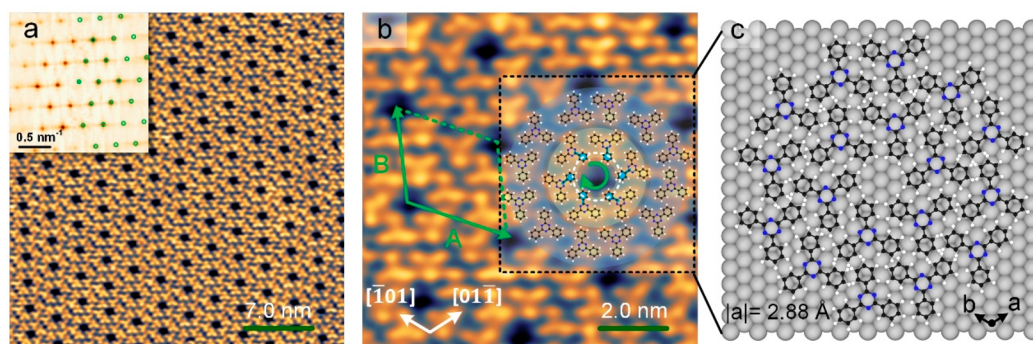 a
0.5 nm⁻¹
7.0 nm
b
B
A
[1̅01]
[011̅]
2.0 nm
c
|a|= 2.88 Å
b
a